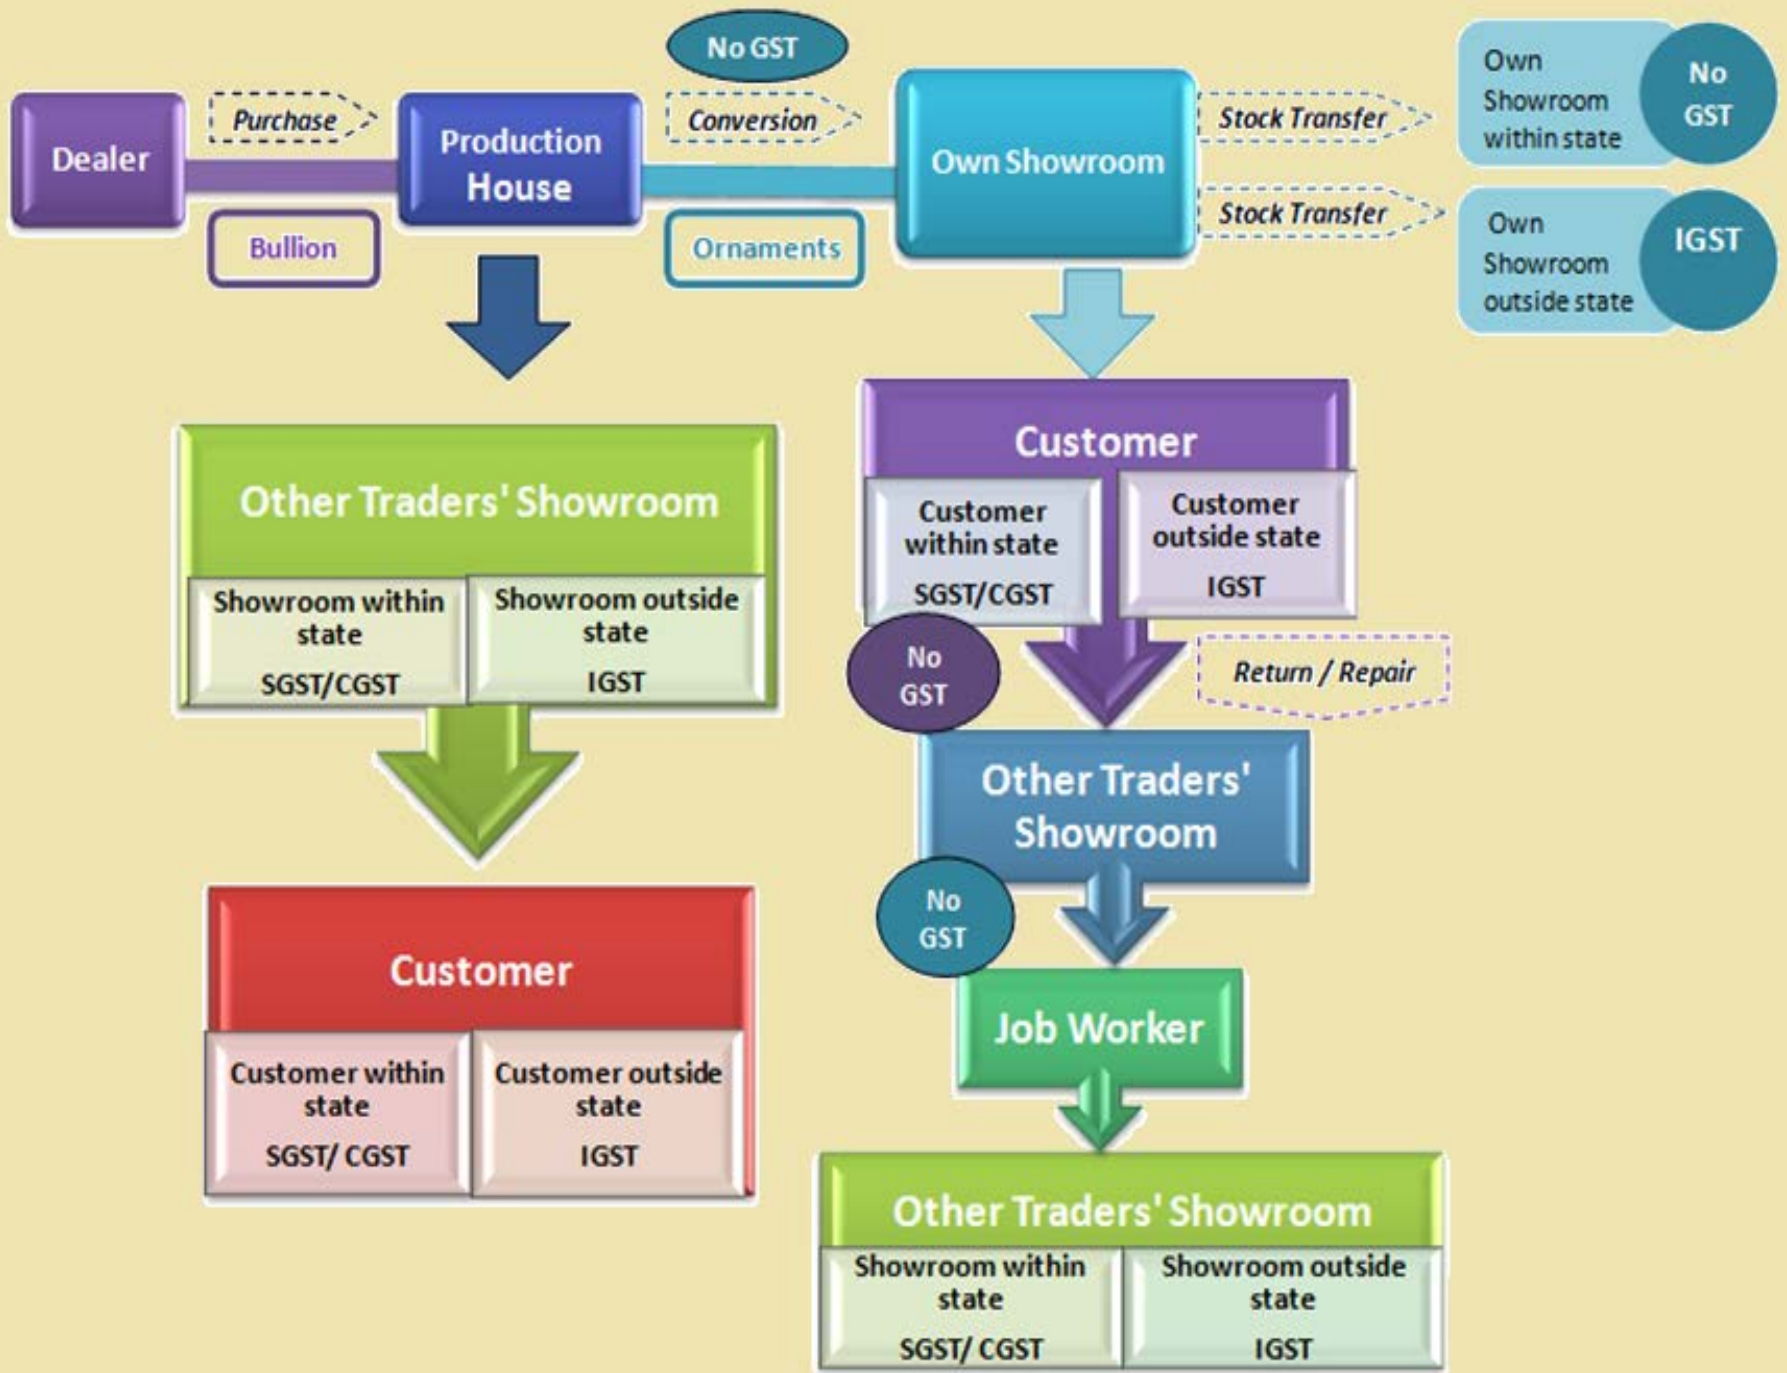 No GST
Dealer
Purchase
Bullion
Production
House
Conversion
Ornaments
Own Showroom
Stock Transfer
Own
Showroom
within state
No
GST
Stock Transfer
Own
Showroom
outside state
IGST
Other Traders' Showroom
Showroom within
state
SGST/CGST
Showroom outside
state
IGST
Customer
Customer within
state
SGST/ CGST
Customer outside
state
IGST
Customer
Customer
within state
SGST/CGST
Customer
outside state
IGST
No
GST
Return / Repair
Other Traders'
Showroom
No
GST
Job Worker
Other Traders' Showroom
Showroom within
state
SGST/ CGST
Showroom outside
state
IGST